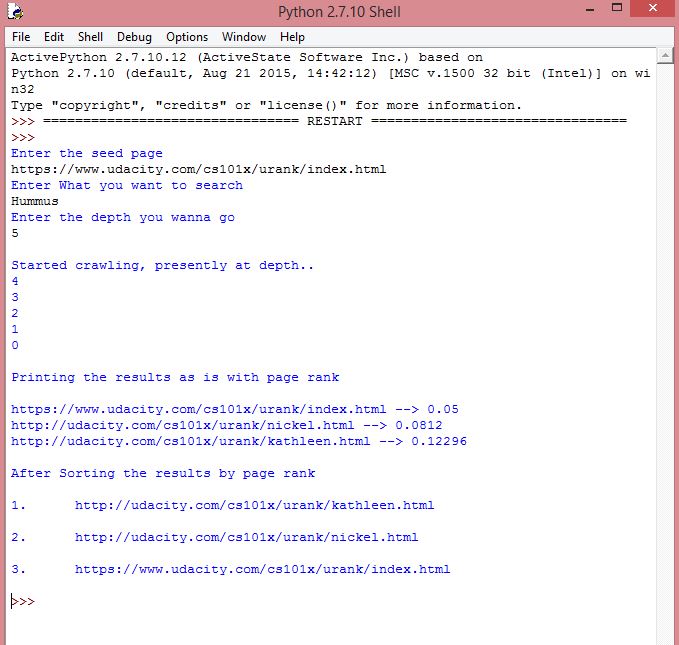 Python 2.7.10 Shell
File Edit Shell Debug Options Window Help
ActivePython 2.7.10.12 (ActiveState Software Inc.) based on
Python 2.7.10 (default, Aug 21 2015, 14:42:12) [MSC v.1500 32 bit (Intel)] on wi
n32
Type "copyright", "credits" or "license()" for more information.
>>> ================================ RESTART ================================
>>>
Enter the seed page
https://www.udacity.com/cs101x/urank/index.html
Enter What you want to search
Hummus
Enter the depth you wanna go
5
Started crawling, presently at depth..
4
3
2
1
0
Printing the results as is with page rank
https://www.udacity.com/cs101x/urank/index.html --> 0.05
http://udacity.com/cs101x/urank/nickel.html --> 0.0812
http://udacity.com/cs101x/urank/kathleen.html --> 0.12296
After Sorting the results by page rank
1. http://udacity.com/cs101x/urank/kathleen.html
2. http://udacity.com/cs101x/urank/nickel.html
3. https://www.udacity.com/cs101x/urank/index.html
>>>